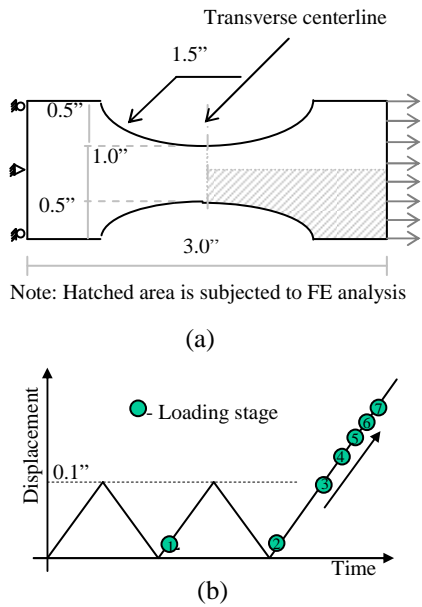 Transverse centerline
1.5”
0.5”
1.0”
0.5”
3.0”
Note: Hatched area is subjected to FE analysis
(a)
Displacement
- Loading stage
0.1”
7
6
5
4
3
1
2
Time
(b)